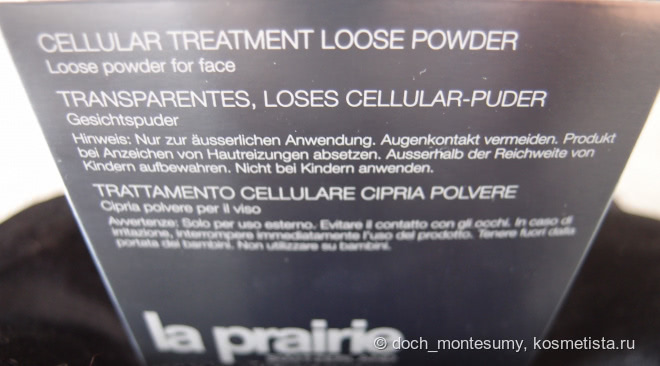 CELLULAR TREATMENT LOOSE POWDER
Loose powder for face
TRANSPARENTES, LOSES CELLULAR-PUDER
Gesichtspuder
Hinweis: Nur zur äusserlichen Anwendung. Augenkontakt vermeiden. Produkt
bei Anzeichen von Hautreizungen absetzen. Ausserhalb der Reichweite von
Kindern aufbewahren. Nicht bei Kindern anwenden.
TRATTAMENTO CELLULARE CIPRIA POLVERE
Cipria polvere per il viso
Avvertenze: Solo per uso esterno. Evitare il contatto con gli occhi. In caso di
irritazione, interrompere immediatamente l'uso del prodotto. Tenere fuori dalla
portata dei bambini. Non utilizzare su bambini.
la prairie
© doch_montesumy, kosmetista.ru